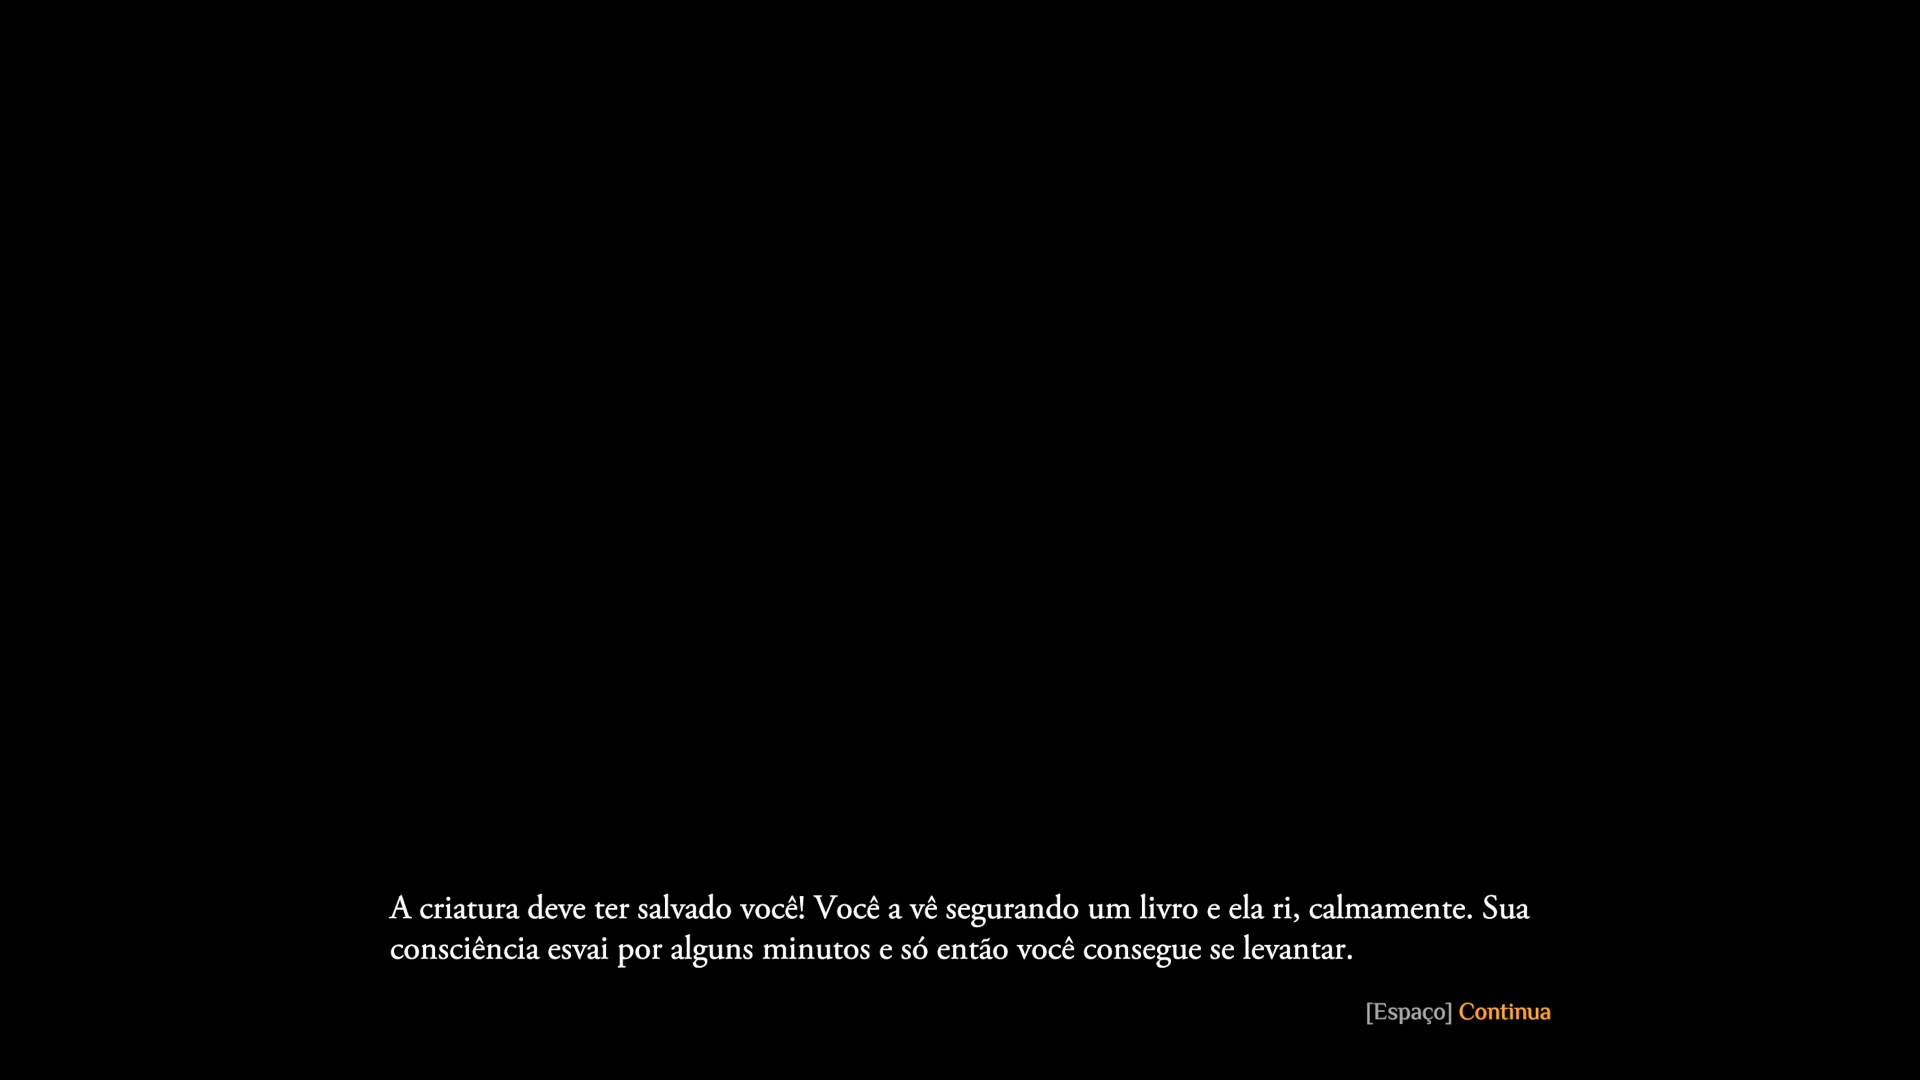 A criatura deve ter salvado você! Você a vê segurando um livro e ela ri, calmamente. Sua
consciência esvai por alguns minutos e só então você consegue se levantar.
[Espaço] Continua